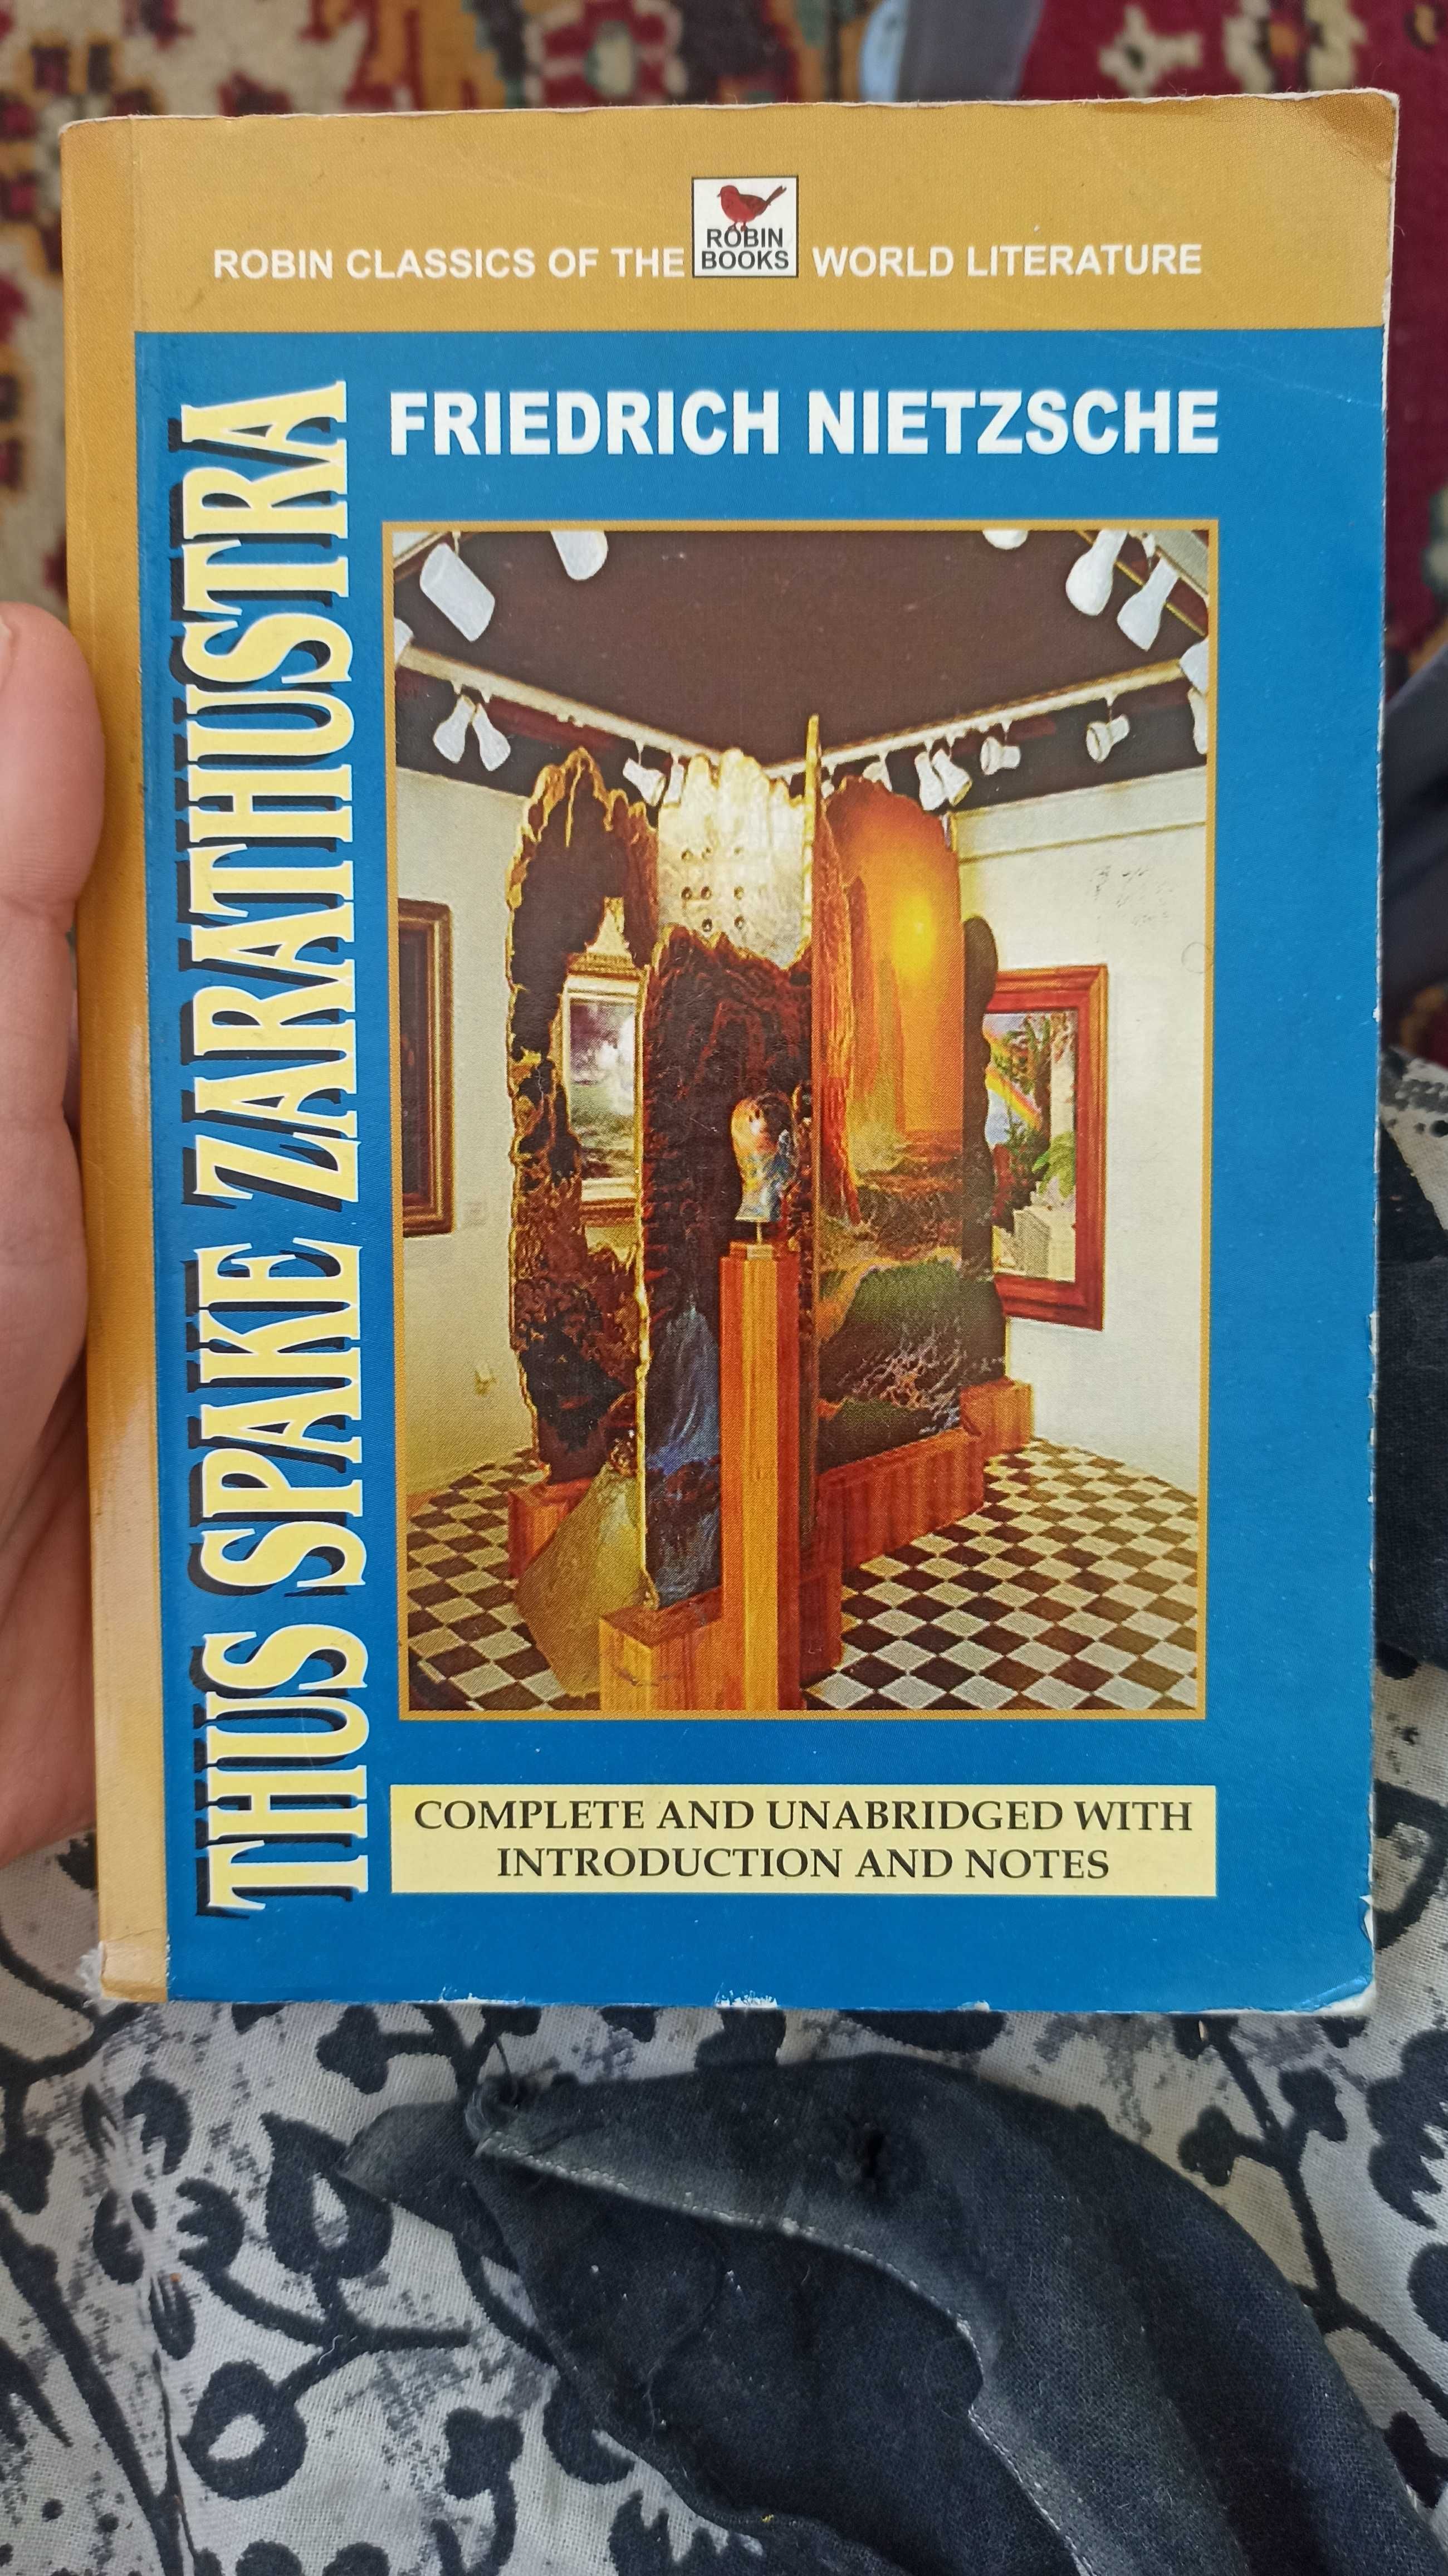 ROBIN CLASSICS OF THE ROBIN BOOKS WORLD LITERATURE
FRIEDRICH NIETZSCHE
THUS SPAKE ZARATHUSTRA
COMPLETE AND UNABRIDGED WITH
INTRODUCTION AND NOTES